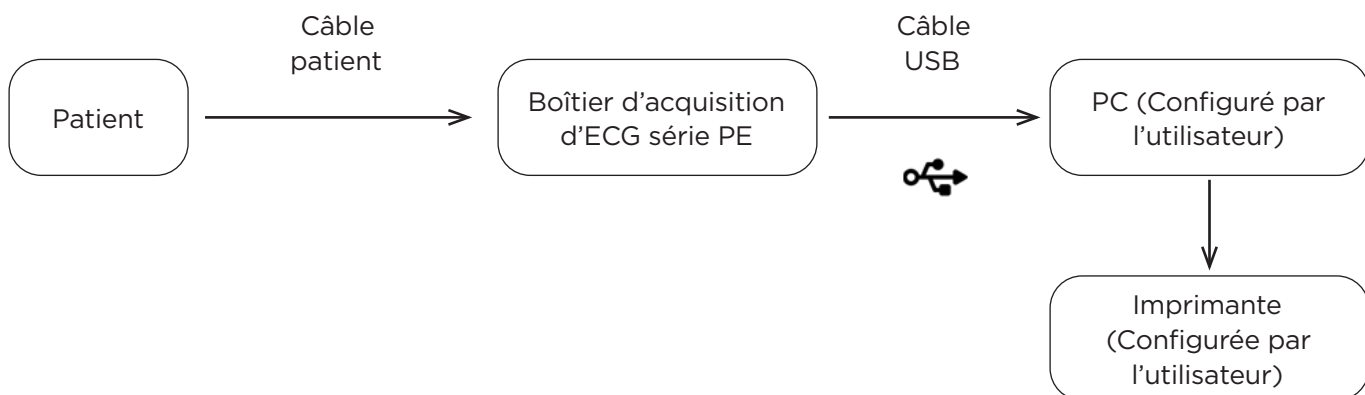 Câble
patient
Câble
USB
Patient
Boîtier d’acquisition
d’ECG série PE
PC (Configuré par
l’utilisateur)
Imprimante
(Configurée par
l’utilisateur)